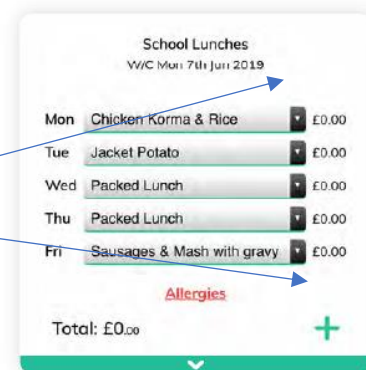 School Lunches
W/C Mon 7th Jun 2019
Mon Chicken Korma & Rice £0.00
Tue Jacket Potato £0.00
Wed Packed Lunch £0.00
Thu Packed Lunch £0.00
Fri Sausages & Mash with gravy £0.00
Allergies
Total: £0.00
+